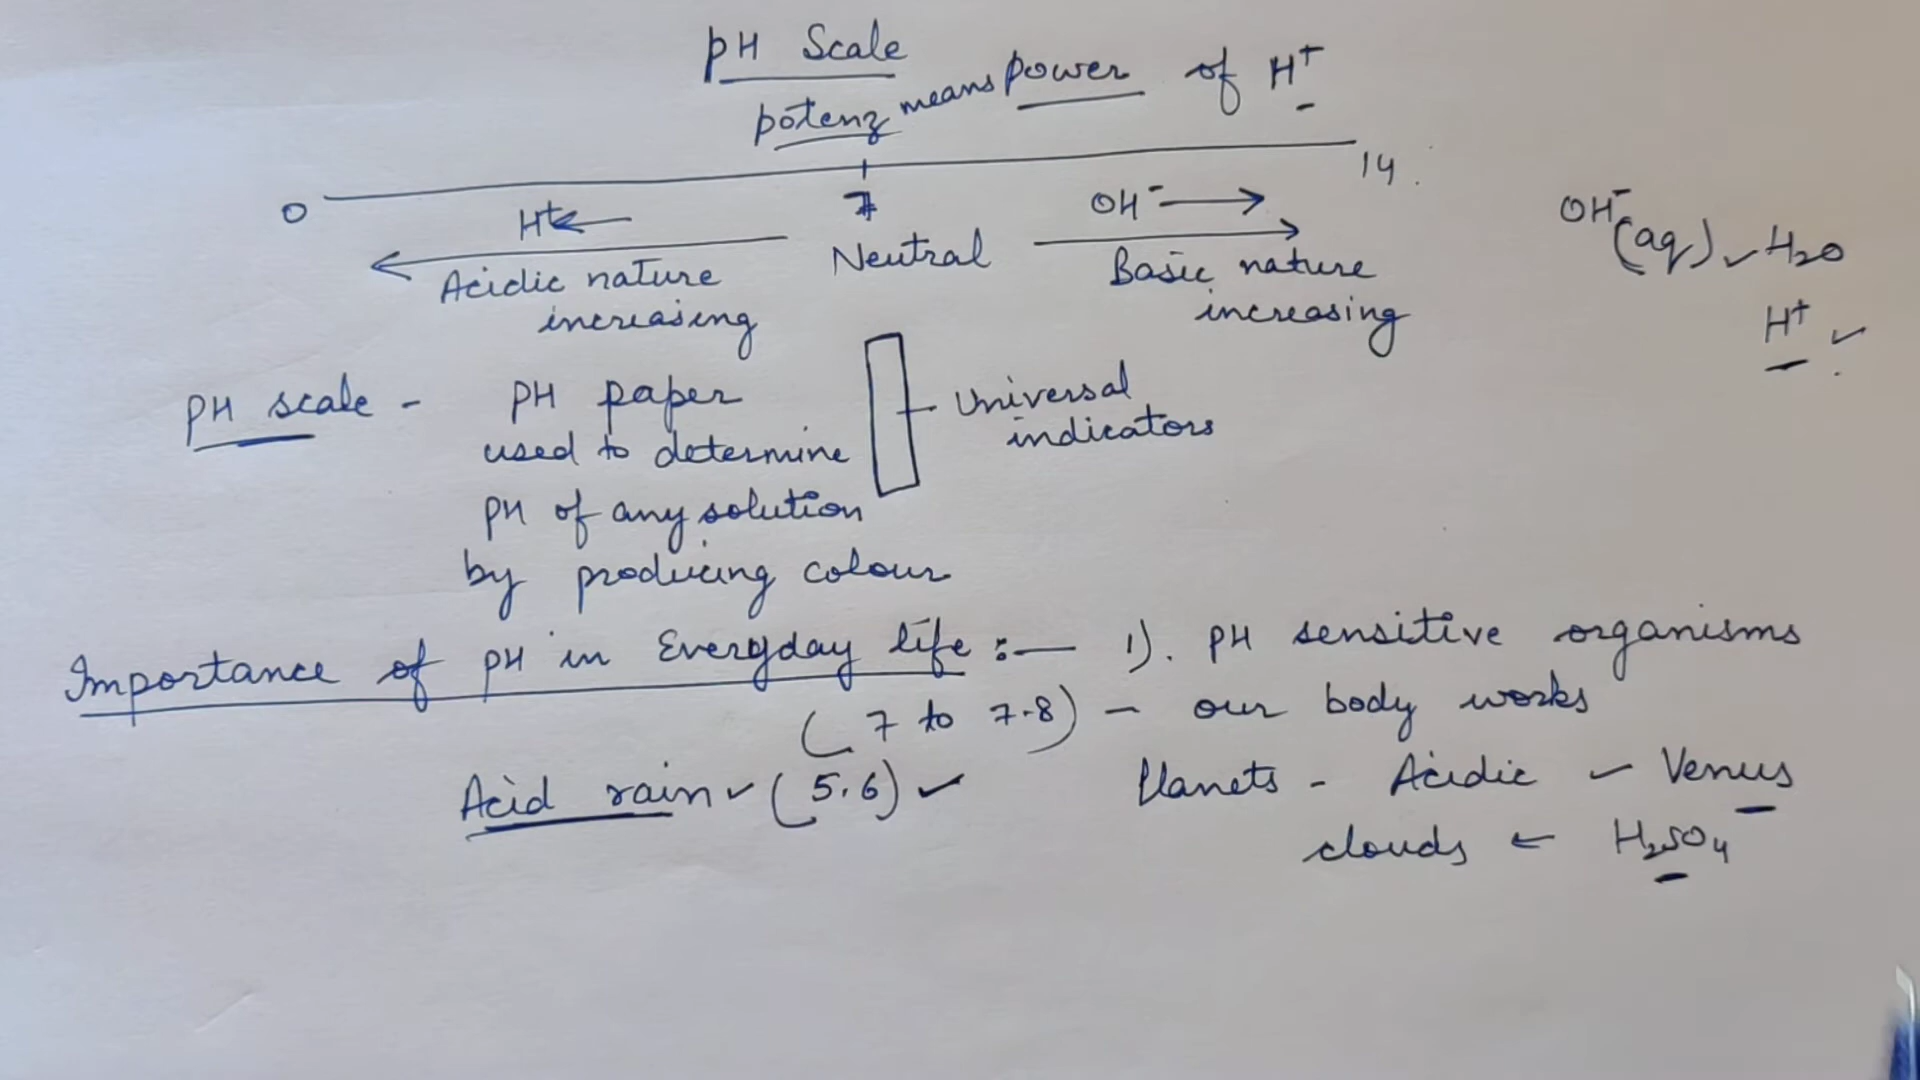 pH Scale
potenz means power of H⁺
0 7 14.
H⁺ ← OH⁻ →
Acidic nature increasing
Neutral
Basic nature increasing
OH⁻(aq) ✓ H₂O
H⁺ ✓
pH scale - pH paper
used to determine
pH of any solution
by producing colour
Universal
indicators
Importance of pH in Everyday life :— 1). pH sensitive organisms
(7 to 7.8) – our body works
Acid rain ✓ (5.6) ✓
Planets - Acidic – Venus
clouds ← H₂SO₄